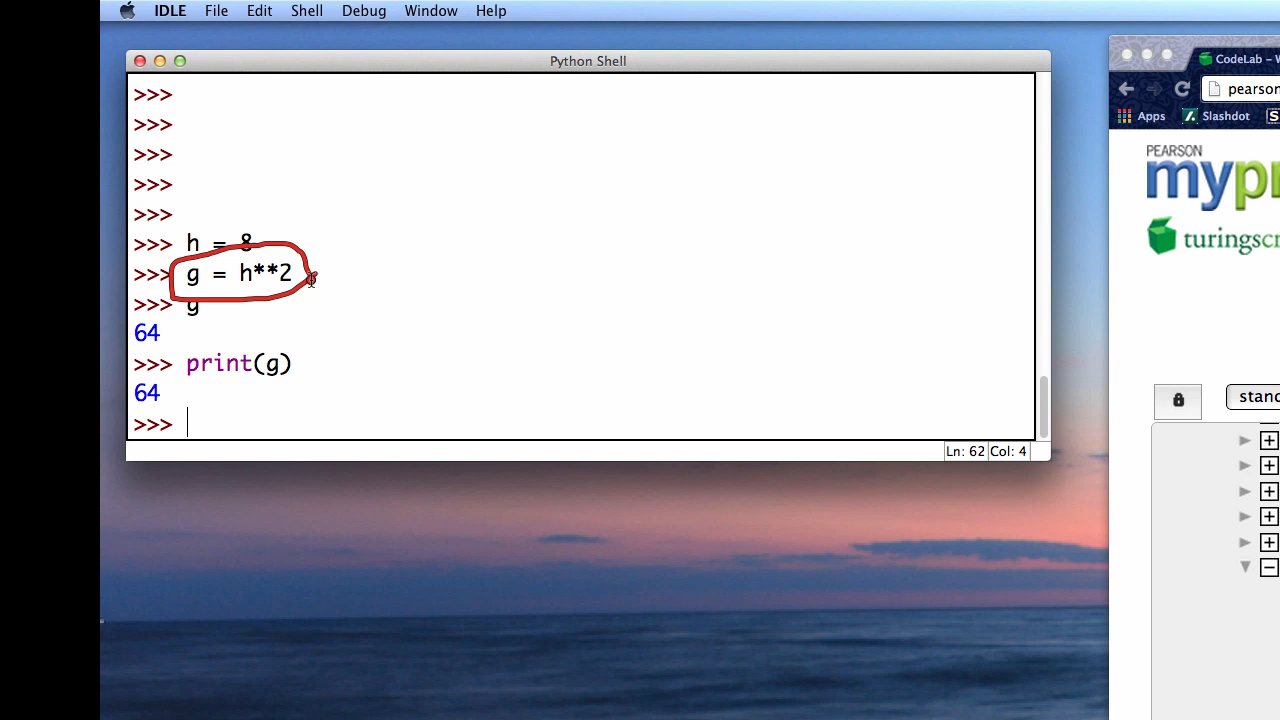 IDLE File Edit Shell Debug Window Help
Python Shell
>>>
>>>
>>>
>>>
>>>
>>> h = 8
>>> g = h**2
>>> g
64
>>> print(g)
64
>>>
Ln: 62 Col: 4
CodeLab –
pearson
Apps Slashdot S
PEARSON
mypr
turingscr
stand